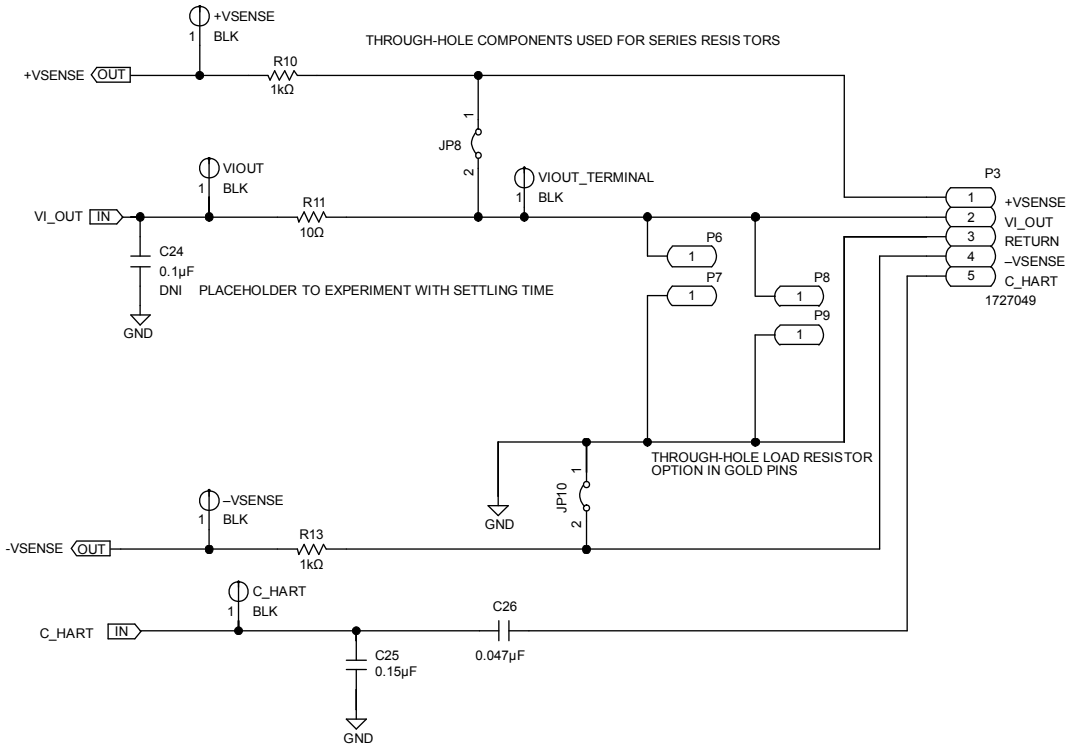 +VSENSE
1 BLK
THROUGH-HOLE COMPONENTS USED FOR SERIES RESISTORS
+VSENSE OUT
R10
1kΩ
1
JP8
2
VIOUT
1 BLK
VIOUT_TERMINAL
1 BLK
P3
1 +VSENSE
2 VI_OUT
3 RETURN
4 –VSENSE
5 C_HART
1727049
VI_OUT IN
R11
10Ω
C24
0.1µF
DNI PLACEHOLDER TO EXPERIMENT WITH SETTLING TIME
GND
P6
1
P7
1
P8
1
P9
1
THROUGH-HOLE LOAD RESISTOR
OPTION IN GOLD PINS
GND
1
JP10
2
–VSENSE
1 BLK
-VSENSE OUT
R13
1kΩ
C_HART
1 BLK
C_HART IN
C26
0.047µF
C25
0.15µF
GND